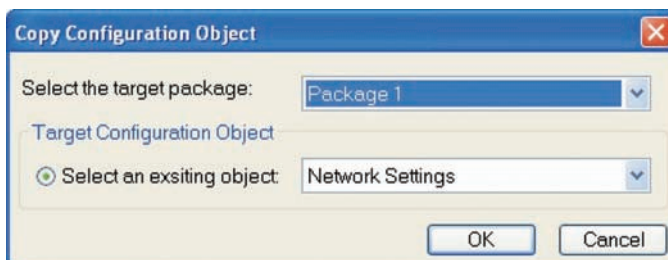 Copy Configuration Object
Select the target package: Package 1
Target Configuration Object
Select an exsiting object: Network Settings
OK Cancel